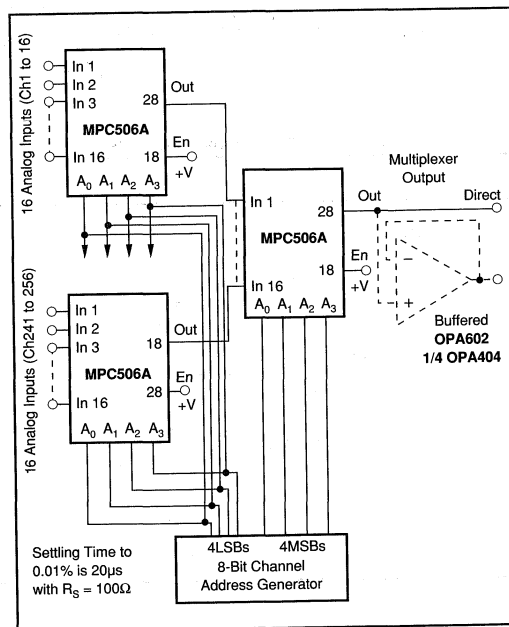 16 Analog Inputs (Ch1 to 16)
In 1
In 2
In 3
In 16
Out
28
MPC506A
18
En
+V
A0 A1 A2 A3
16 Analog Inputs (Ch241 to 256)
In 1
In 2
In 3
In 16
Out
18
MPC506A
28
En
+V
A0 A1 A2 A3
In 1
In 16
28
MPC506A
18
Out
En
+V
A0 A1 A2 A3
Multiplexer
Output
Direct
−
+
Buffered
OPA602
1/4 OPA404
4LSBs 4MSBs
8-Bit Channel
Address Generator
Settling Time to
0.01% is 20µs
with RS = 100Ω